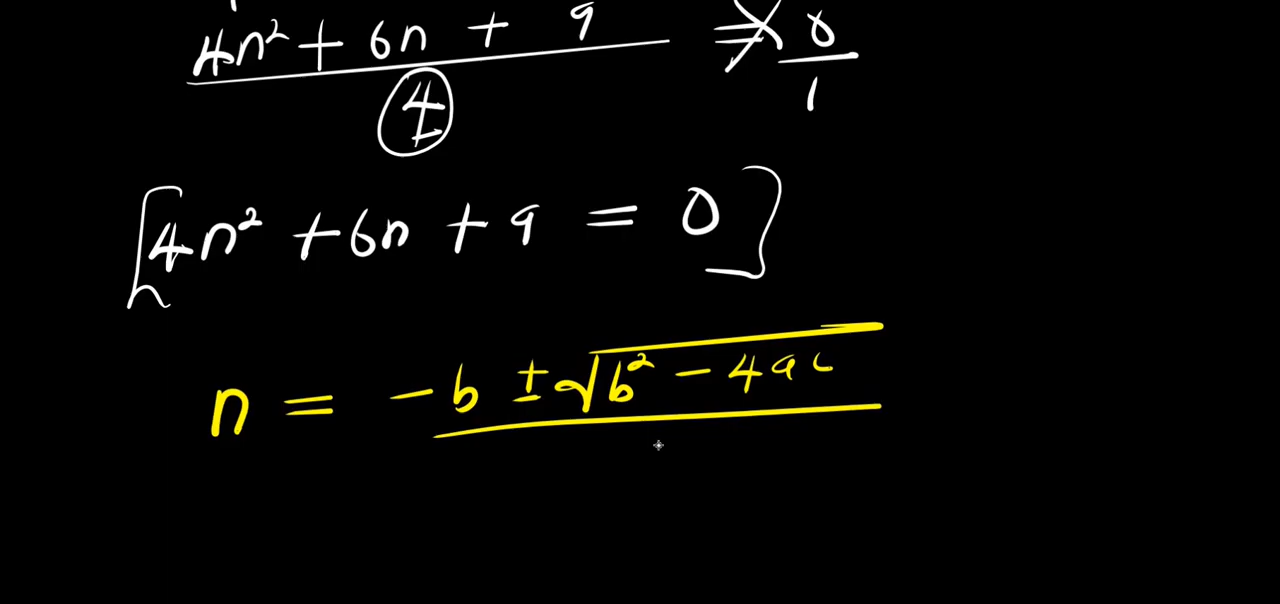 4n² + 6n + 9 = 0
4 1
[4n² + 6n + 9 = 0]
n = -b ± √b² - 4ac